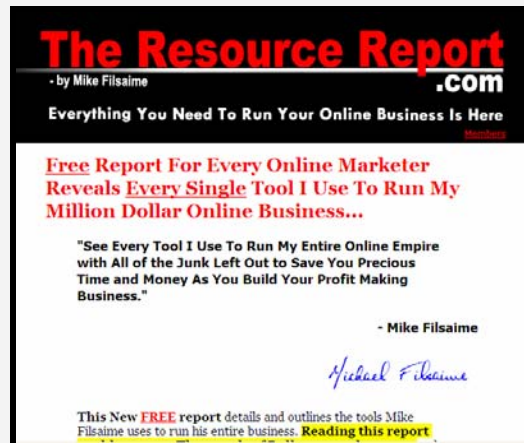 The Resource Report
- by Mike Filsaime
.com
Everything You Need To Run Your Online Business Is Here
Members
Free Report For Every Online Marketer
Reveals Every Single Tool I Use To Run My
Million Dollar Online Business...
"See Every Tool I Use To Run My Entire Online Empire
with All of the Junk Left Out to Save You Precious
Time and Money As You Build Your Profit Making
Business."
- Mike Filsaime
Michael Filsaime
This New FREE report details and outlines the tools Mike
Filsaime uses to run his entire business. Reading this report